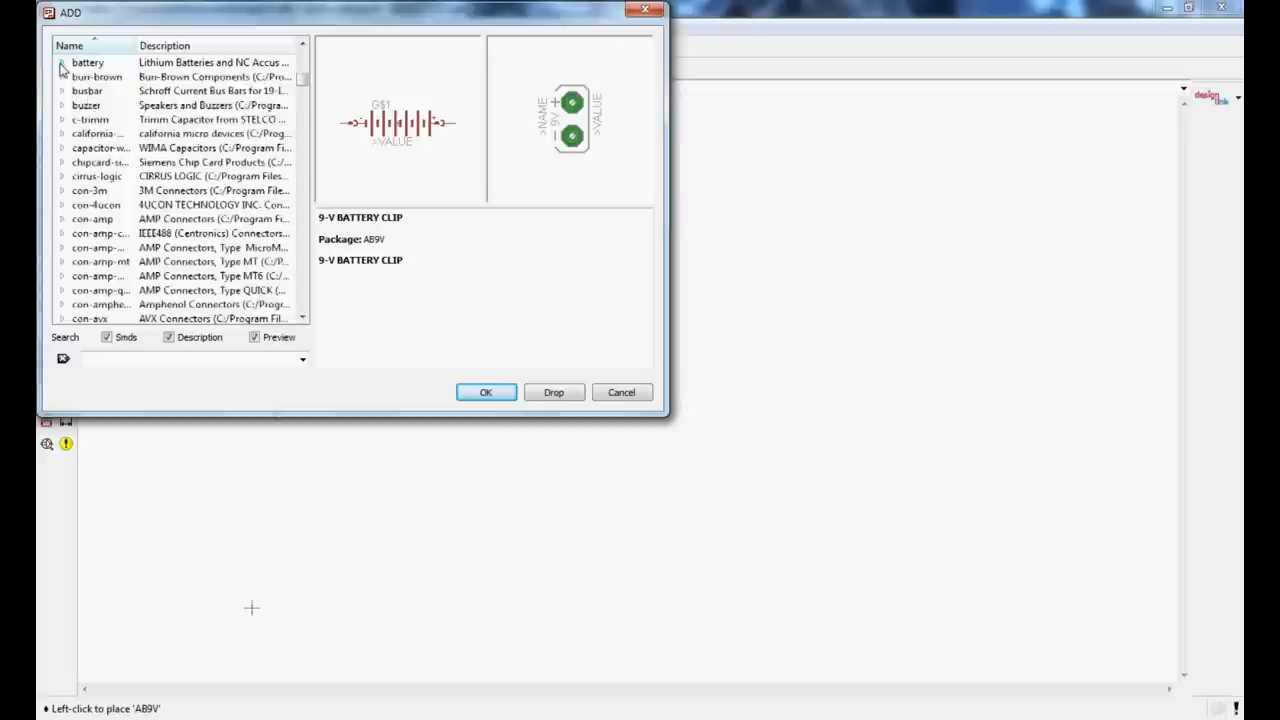 ADD
Name Description
battery Lithium Batteries and NC Accus ...
burr-brown Burr-Brown Components (C:/Pro...
busbar Schroff Current Bus Bars for 19-I...
buzzer Speakers and Buzzers (C:/Progra...
c-trimm Trimm Capacitor from STELCO ...
california-... california micro devices (C:/Prog...
capacitor-w... WIMA Capacitors (C:/Program Fi...
chipcard-si... Siemens Chip Card Products (C:/...
cirrus-logic CIRRUS LOGIC (C:/Program Files...
con-3m 3M Connectors (C:/Program File...
con-4ucon 4UCON TECHNOLOGY INC. Con...
con-amp AMP Connectors (C:/Program Fi...
con-amp-c... IEEE488 (Centronics) Connectors...
con-amp-... AMP Connectors, Type MicroM...
con-amp-mt AMP Connectors, Type MT (C:/P...
con-amp-... AMP Connectors, Type MT6 (C:/...
con-amp-q... AMP Connectors, Type QUICK (...
con-amphe... Amphenol Connectors (C:/Progr...
con-avx AVX Connectors (C:/Program Fil...
Search Smds Description Preview
G$1
>VALUE
>NAME
9V
>VALUE
9-V BATTERY CLIP
Package: AB9V
9-V BATTERY CLIP
OK Drop Cancel
design link
Left-click to place 'AB9V'